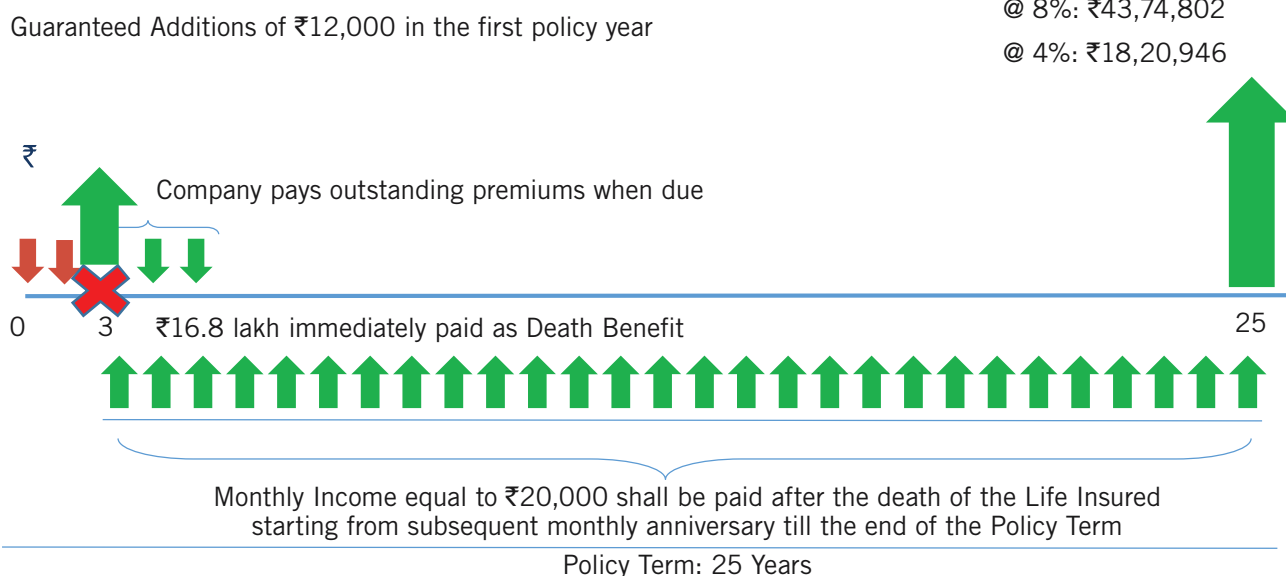 @ 8%: ₹43,74,802
Guaranteed Additions of ₹12,000 in the first policy year
@ 4%: ₹18,20,946
₹
Company pays outstanding premiums when due
0
3
₹16.8 lakh immediately paid as Death Benefit
25
Monthly Income equal to ₹20,000 shall be paid after the death of the Life Insured
starting from subsequent monthly anniversary till the end of the Policy Term
Policy Term: 25 Years